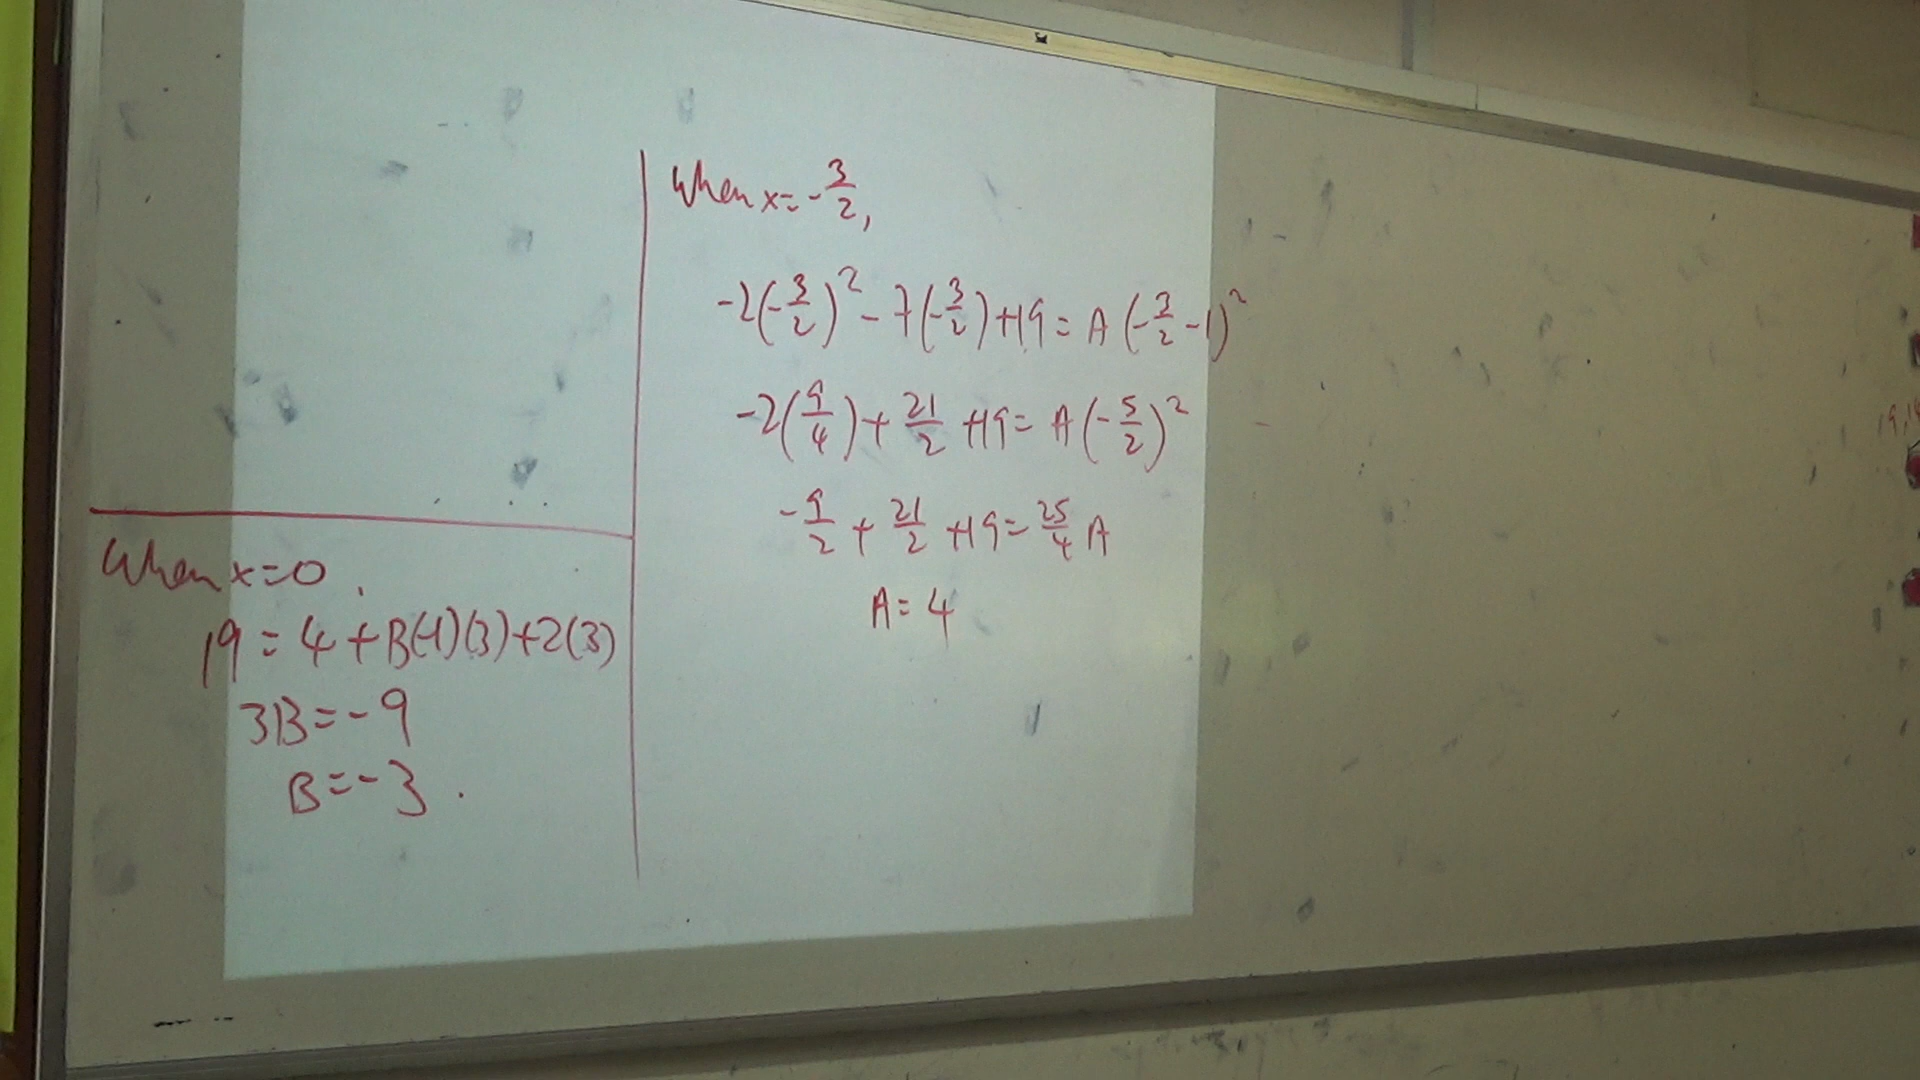 When x=0,
19 = 4 + B(-1)(3)+2(3)
3B=-9
B=-3.
When x=-3/2,
-2(-3/2)² - 7(-3/2)+19 = A(-3/2-1)²
-2(9/4)+21/2+19=A(-5/2)²
-9/2+21/2+19=25/4 A
A=4